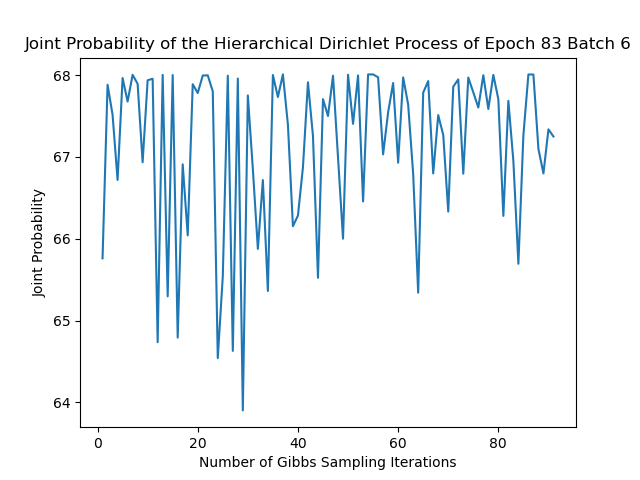 Joint Probability of the Hierarchical Dirichlet Process of Epoch 83 Batch 6
68
67
66
65
64
Joint Probability
0 20 40 60 80
Number of Gibbs Sampling Iterations